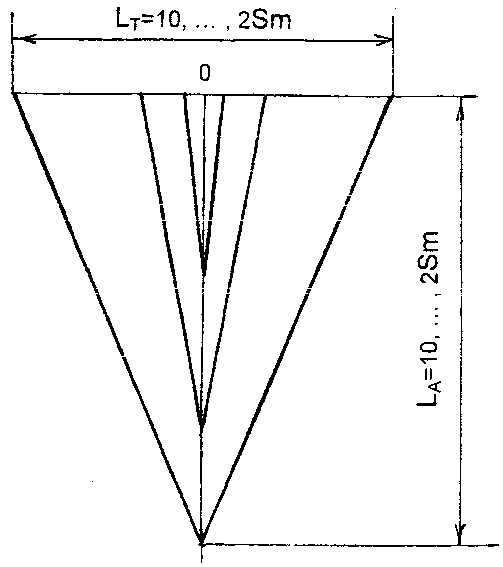 L_T=10, ... , 2Sm
0
L_A=10, ... , 2Sm